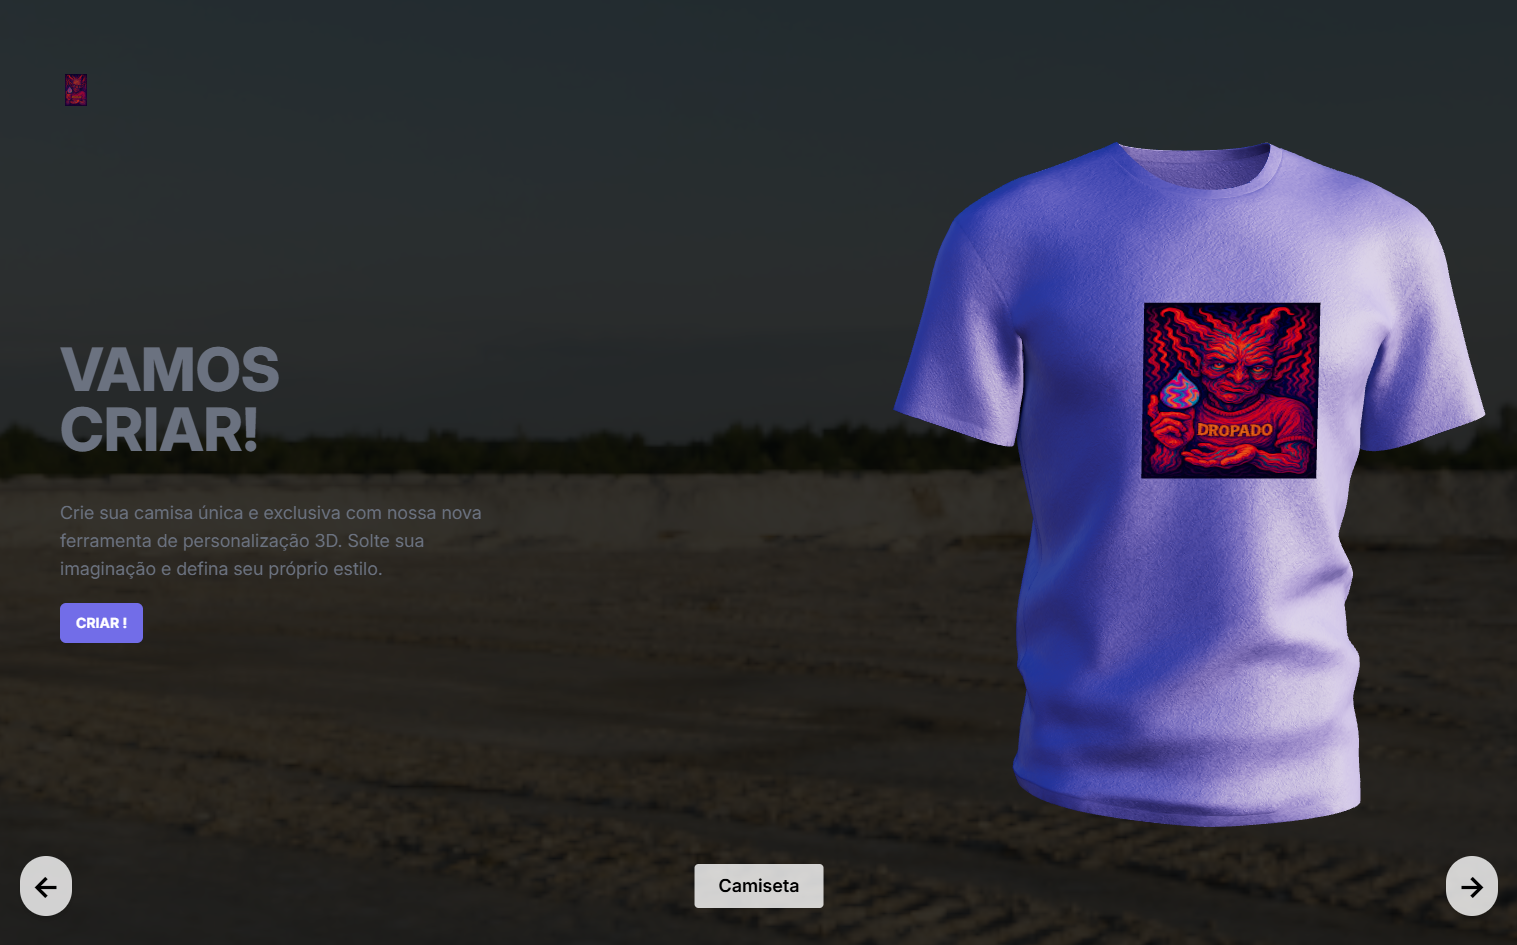 VAMOS
CRIAR!
Crie sua camisa única e exclusiva com nossa nova
ferramenta de personalização 3D. Solte sua
imaginação e defina seu próprio estilo.
CRIAR !
DROPADO
Camiseta